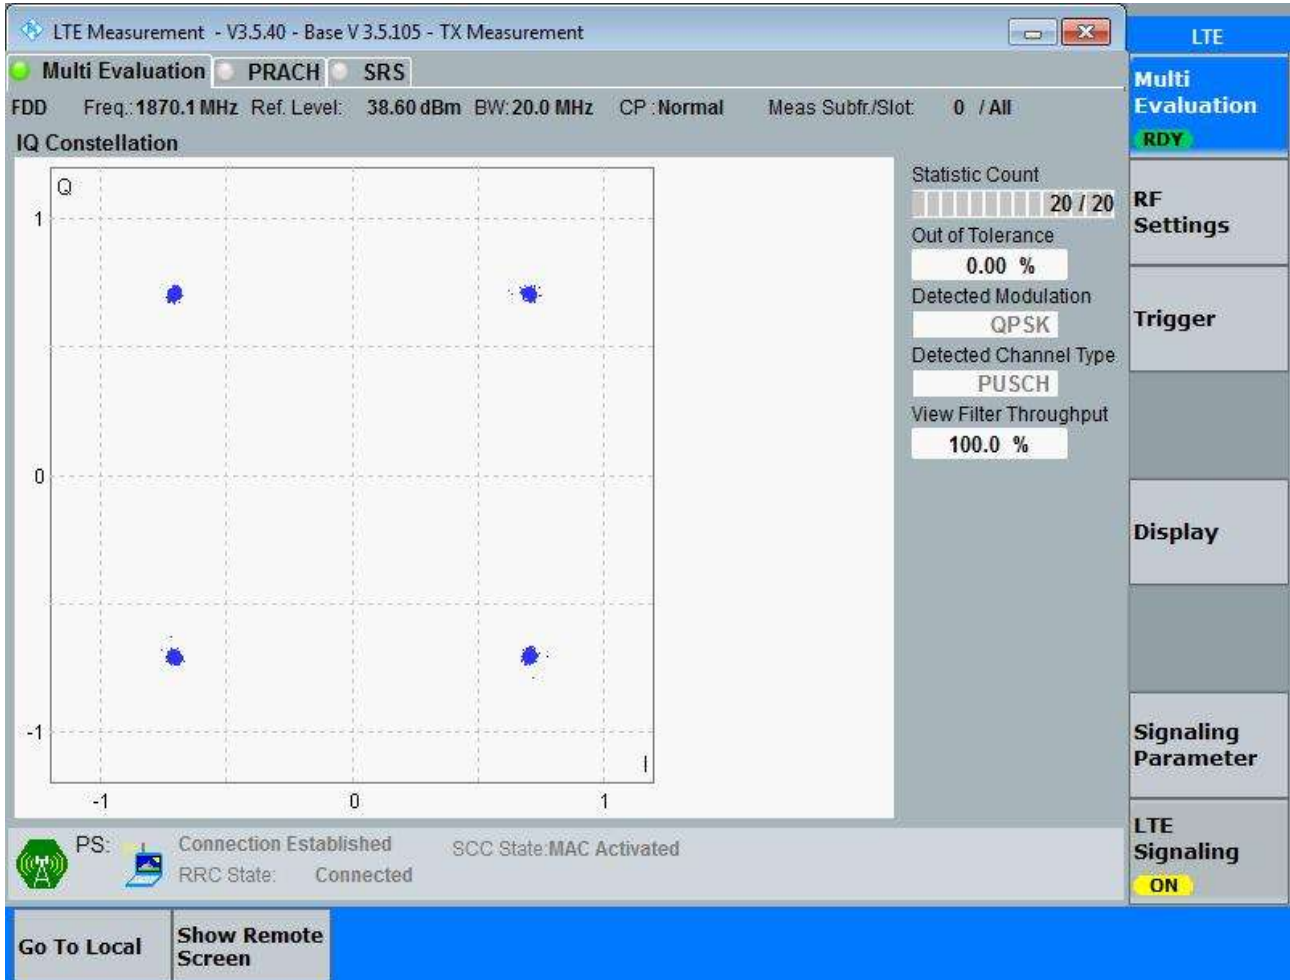 LTE Measurement - V3.5.40 - Base V 3.5.105 - TX Measurement
LTE
Multi Evaluation PRACH SRS
FDD Freq.: 1870.1 MHz Ref. Level: 38.60 dBm BW: 20.0 MHz CP : Normal Meas Subfr./Slot: 0 / All
IQ Constellation
Q
1
0
-1
-1 0 1
I
Statistic Count
20 / 20
Out of Tolerance
0.00 %
Detected Modulation
QPSK
Detected Channel Type
PUSCH
View Filter Throughput
100.0 %
Multi
Evaluation
RDY
RF
Settings
Trigger
Display
Signaling
Parameter
LTE
Signaling
ON
PS: Connection Established SCC State: MAC Activated
RRC State: Connected
Go To Local
Show Remote
Screen